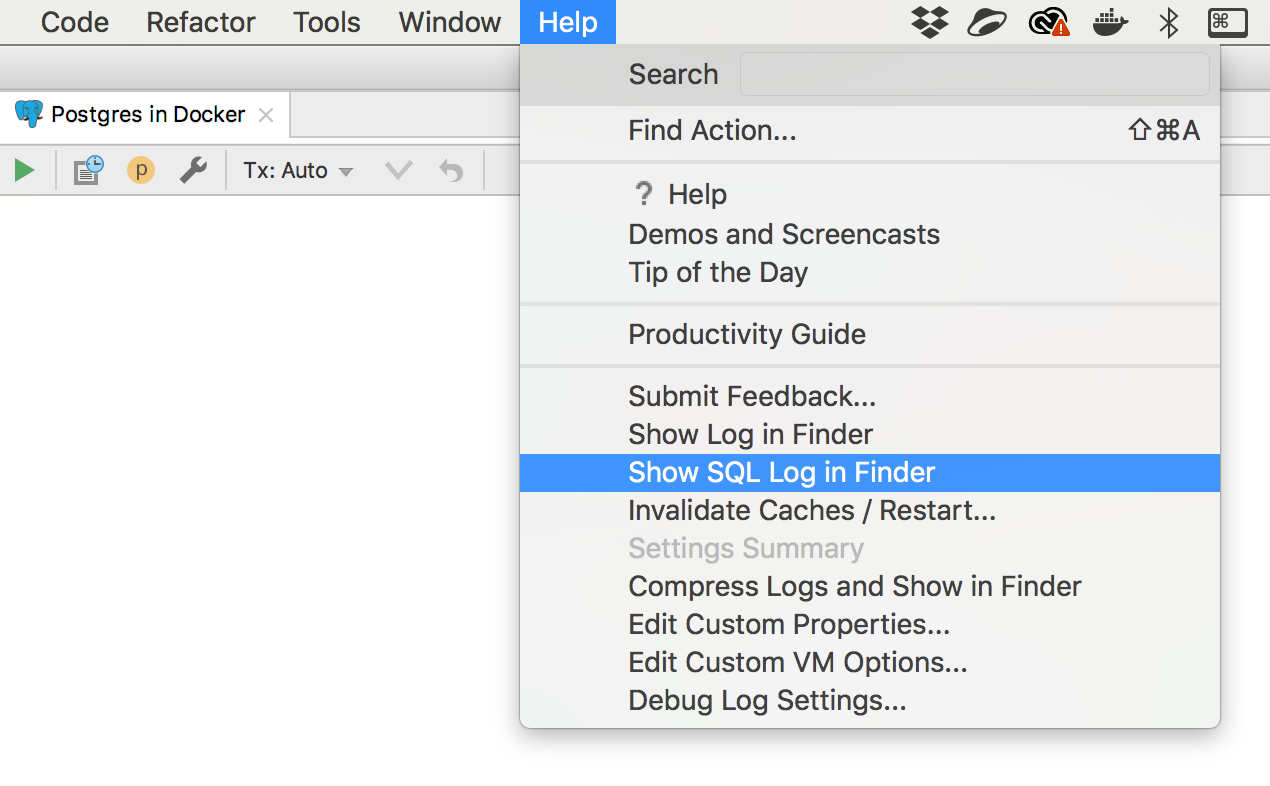 Code Refactor Tools Window Help
Search
Postgres in Docker
Find Action... ⇧⌘A
p Tx: Auto
? Help
Demos and Screencasts
Tip of the Day
Productivity Guide
Submit Feedback...
Show Log in Finder
Show SQL Log in Finder
Invalidate Caches / Restart...
Settings Summary
Compress Logs and Show in Finder
Edit Custom Properties...
Edit Custom VM Options...
Debug Log Settings...